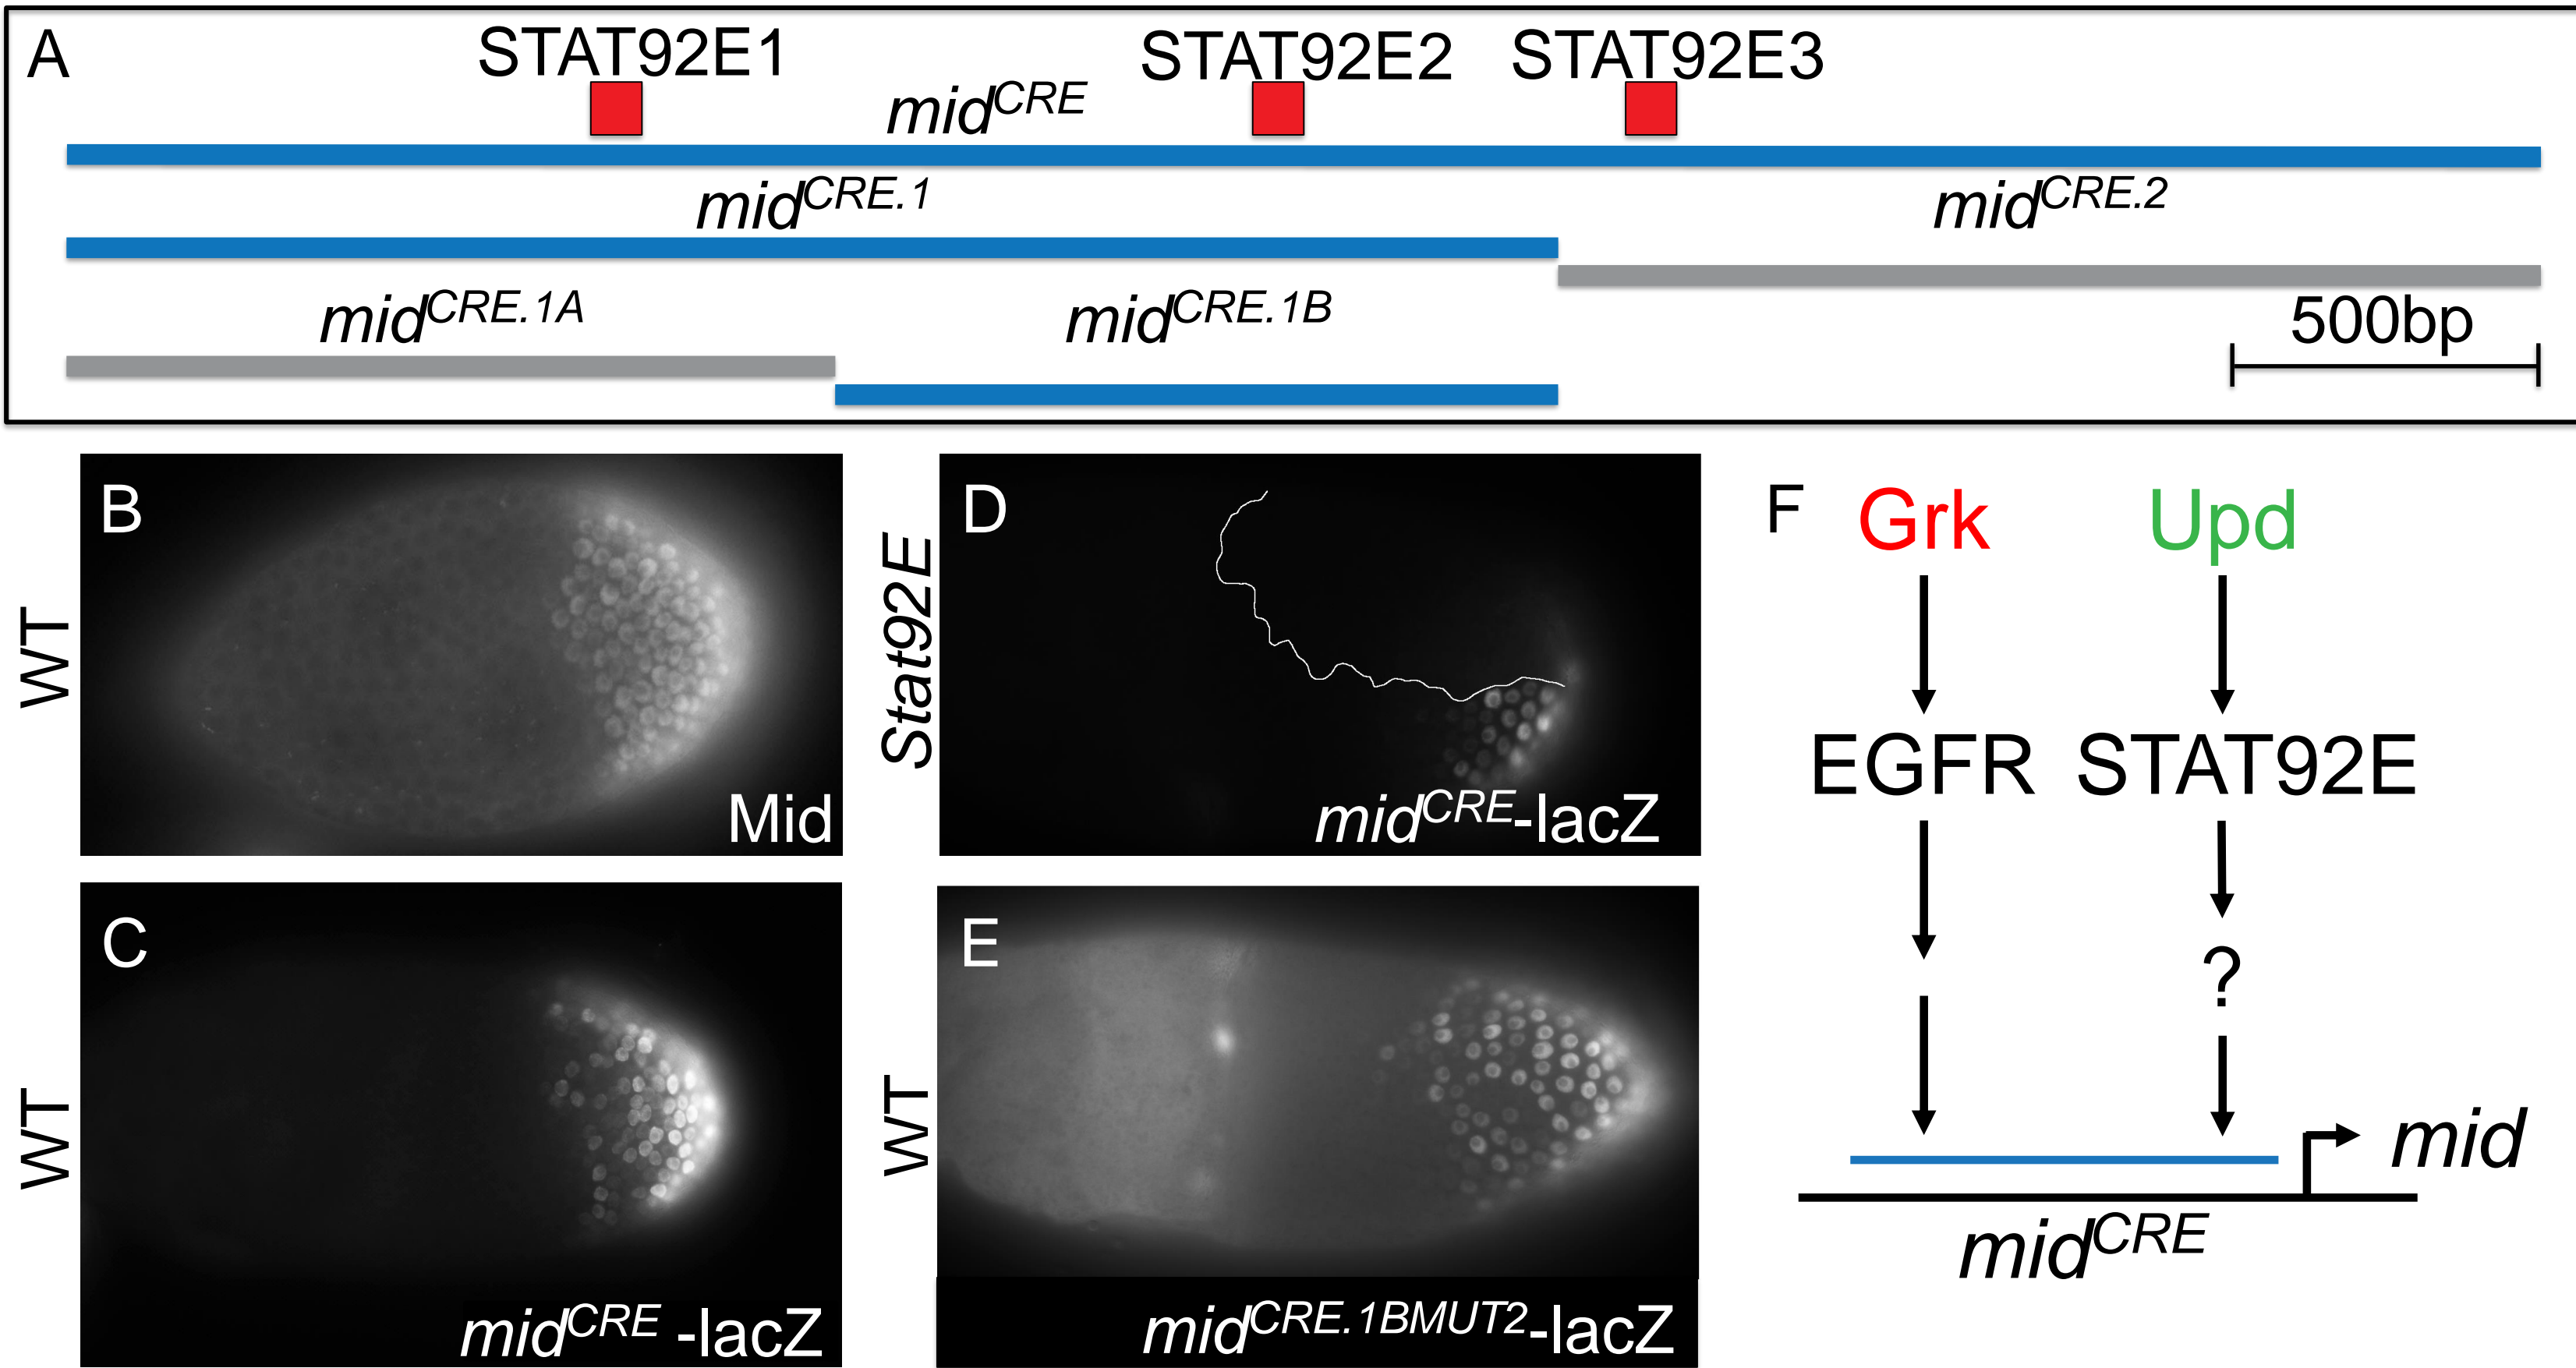 A
STAT92E1
STAT92E2
STAT92E3
mid^CRE
mid^CRE.1
mid^CRE.2
mid^CRE.1A
mid^CRE.1B
500bp
WT
B
Mid
Stat92E
D
mid^CRE-lacZ
WT
C
mid^CRE -lacZ
WT
E
mid^CRE.1BMUT2-lacZ
F
Grk
Upd
EGFR
STAT92E
?
mid
mid^CRE